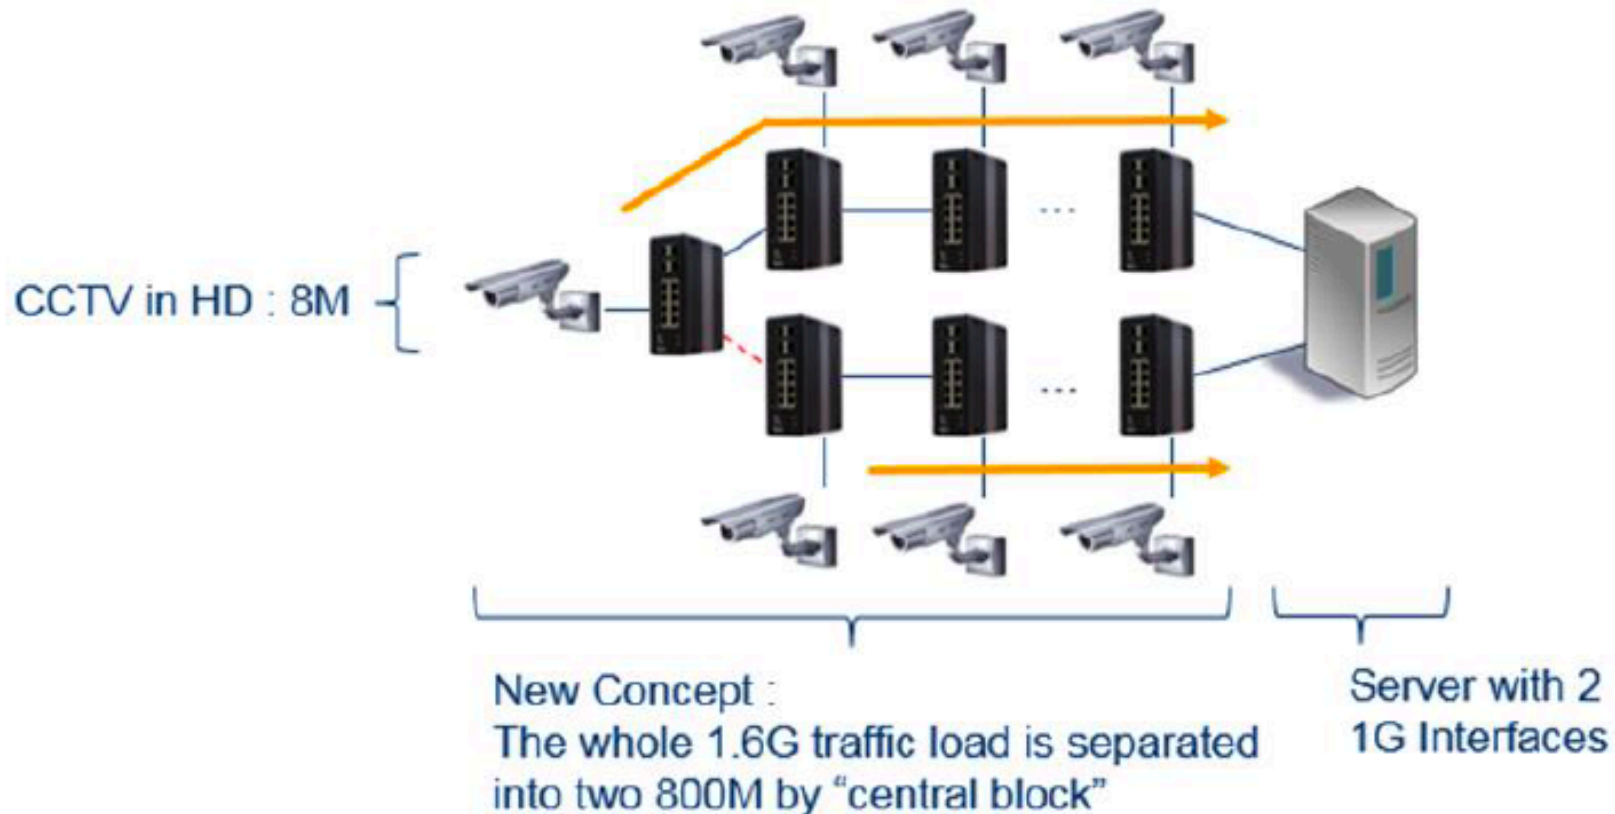 CCTV in HD : 8M
...
...
New Concept :
The whole 1.6G traffic load is separated
into two 800M by “central block”
Server with 2
1G Interfaces